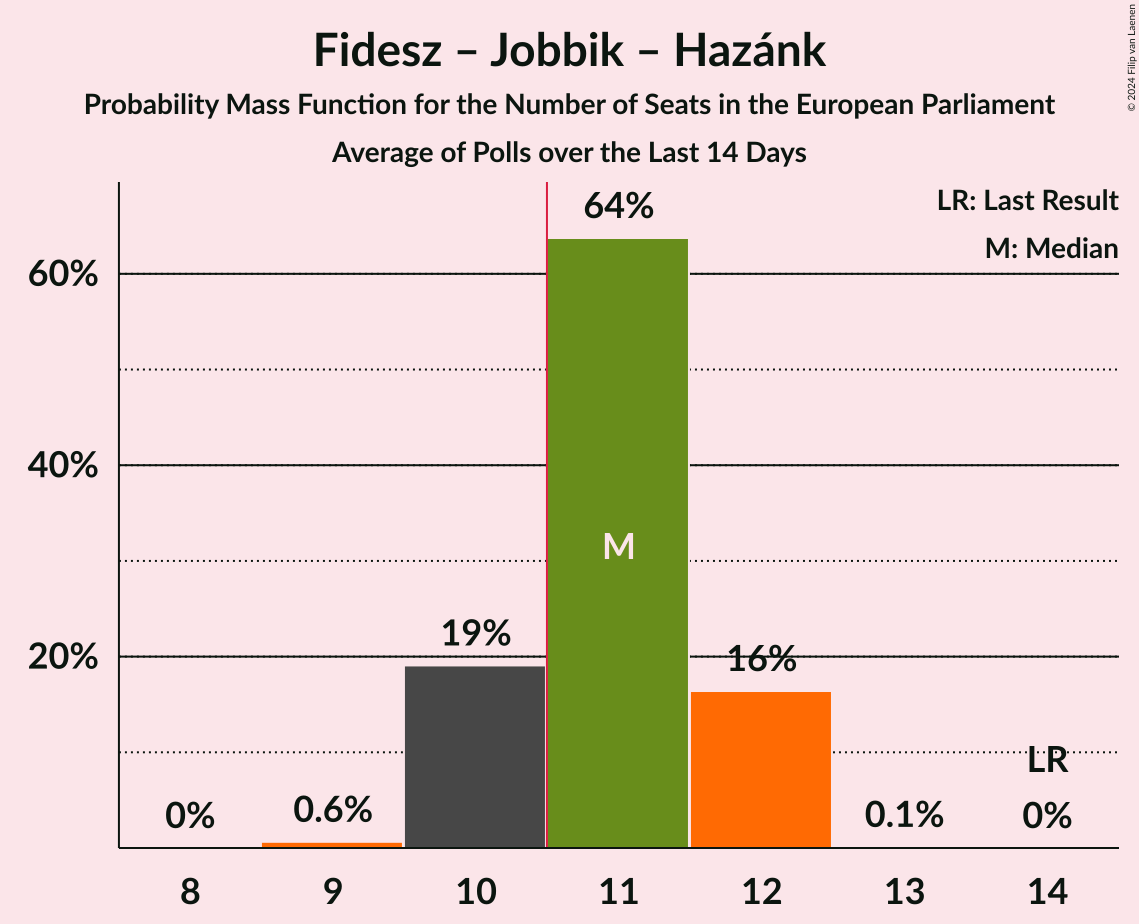 Fidesz – Jobbik – Hazánk
Probability Mass Function for the Number of Seats in the European Parliament
Average of Polls over the Last 14 Days
© 2024 Filip van Laenen
LR: Last Result
M: Median
60%
40%
20%
0%
0.6%
19%
64%
M
16%
0.1%
LR
0%
8
9
10
11
12
13
14